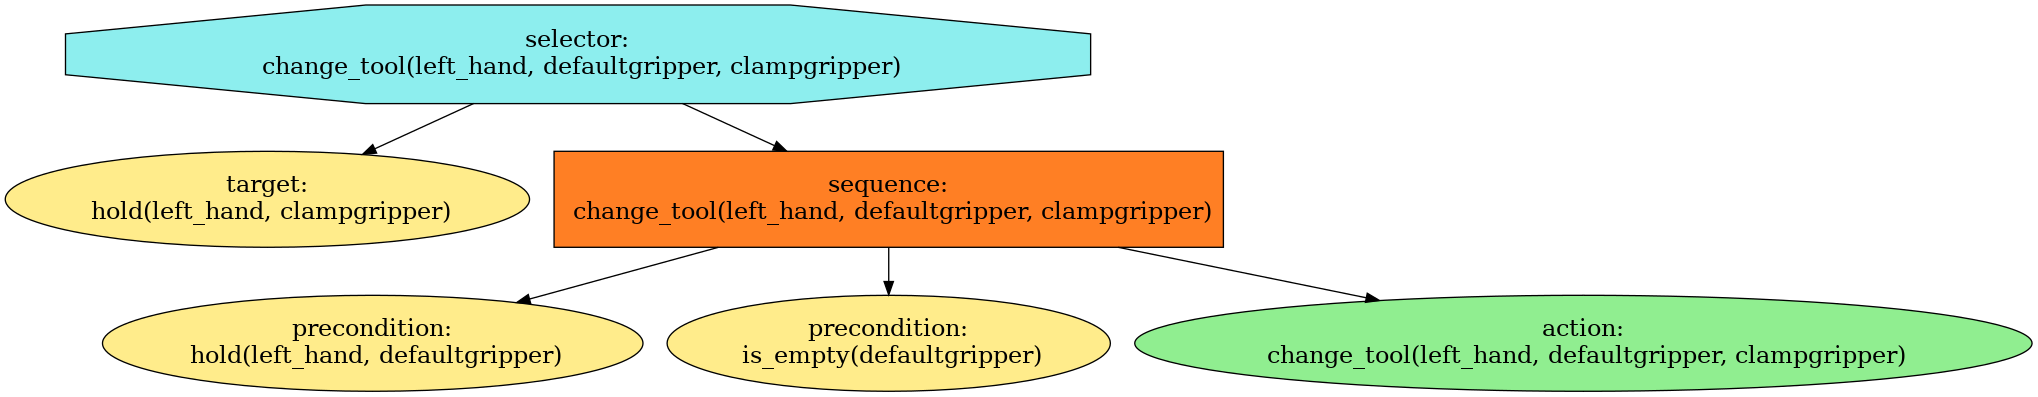 selector:
change_tool(left_hand, defaultgripper, clampgripper)
target:
hold(left_hand, clampgripper)
sequence:
change_tool(left_hand, defaultgripper, clampgripper)
precondition:
hold(left_hand, defaultgripper)
precondition:
is_empty(defaultgripper)
action:
change_tool(left_hand, defaultgripper, clampgripper)